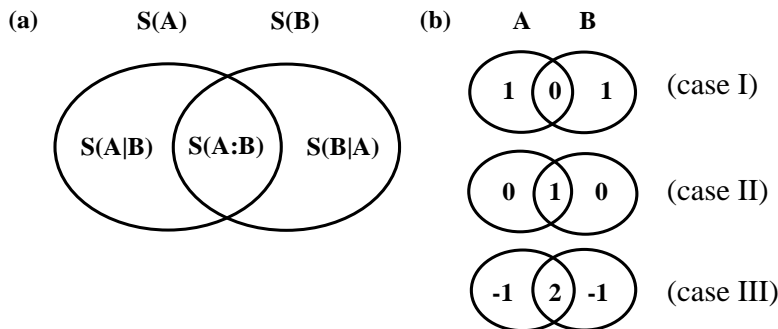 (a) S(A) S(B)
S(A|B) S(A:B) S(B|A)
(b) A B
1 0 1 (case I)
0 1 0 (case II)
-1 2 -1 (case III)